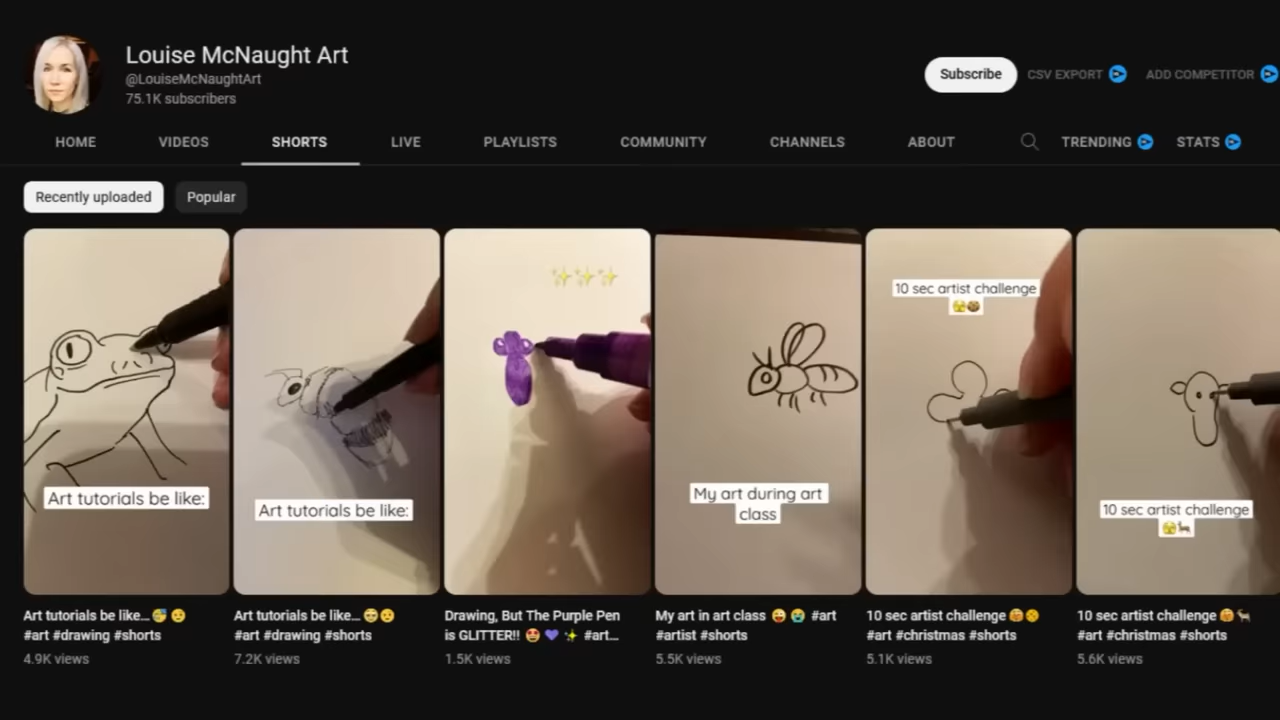 Louise McNaught Art
@LouiseMcNaughtArt
75.1K subscribers
Subscribe
CSV EXPORT
ADD COMPETITOR
HOME
VIDEOS
SHORTS
LIVE
PLAYLISTS
COMMUNITY
CHANNELS
ABOUT
TRENDING
STATS
Recently uploaded
Popular
Art tutorials be like:
Art tutorials be like... 😴😟
#art #drawing #shorts
4.9K views
Art tutorials be like:
Art tutorials be like... 😴😟
#art #drawing #shorts
7.2K views
Drawing, But The Purple Pen
is GLITTER!! 🤩 💜 ✨ #art...
1.5K views
My art during art
class
My art in art class 😜 😭 #art
#artist #shorts
5.5K views
10 sec artist challenge
10 sec artist challenge
#art #christmas #shorts
5.1K views
10 sec artist challenge
10 sec artist challenge
#art #christmas #shorts
5.6K views